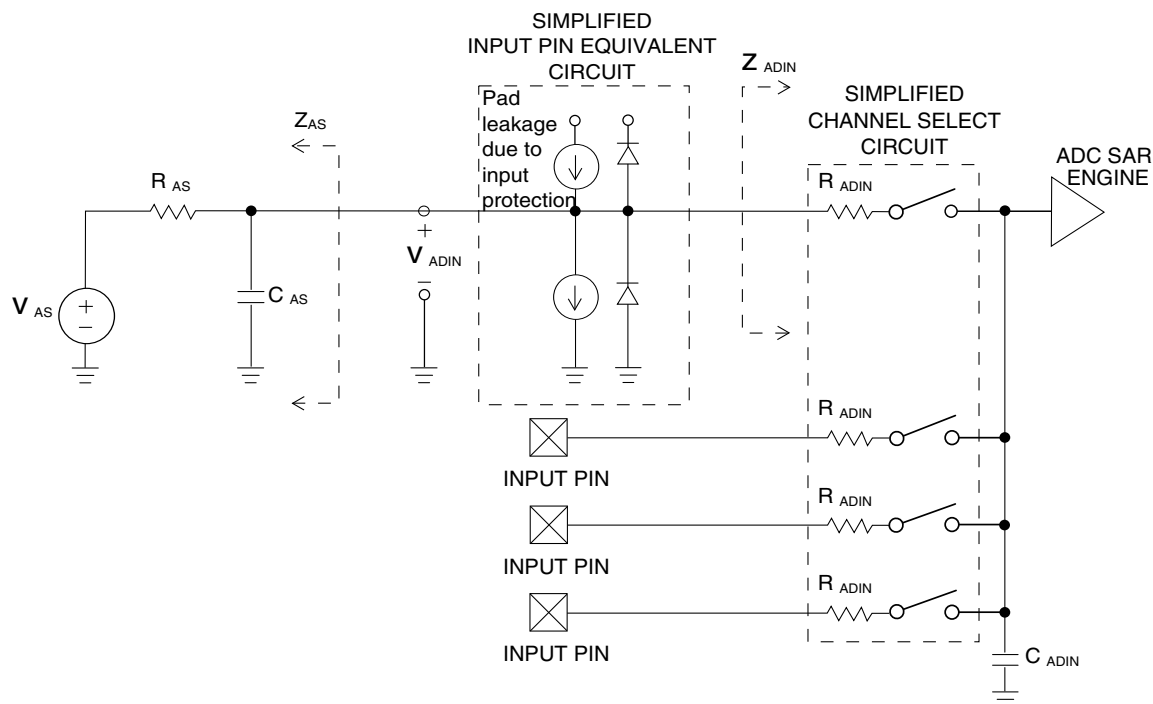 SIMPLIFIED
INPUT PIN EQUIVALENT
CIRCUIT
Pad
leakage
due to
input
protection
Z ADIN
SIMPLIFIED
CHANNEL SELECT
CIRCUIT
ADC SAR
ENGINE
ZAS
R AS
R ADIN
+
V ADIN
–
C AS
V AS
+
–
R ADIN
INPUT PIN
R ADIN
INPUT PIN
R ADIN
INPUT PIN
C ADIN